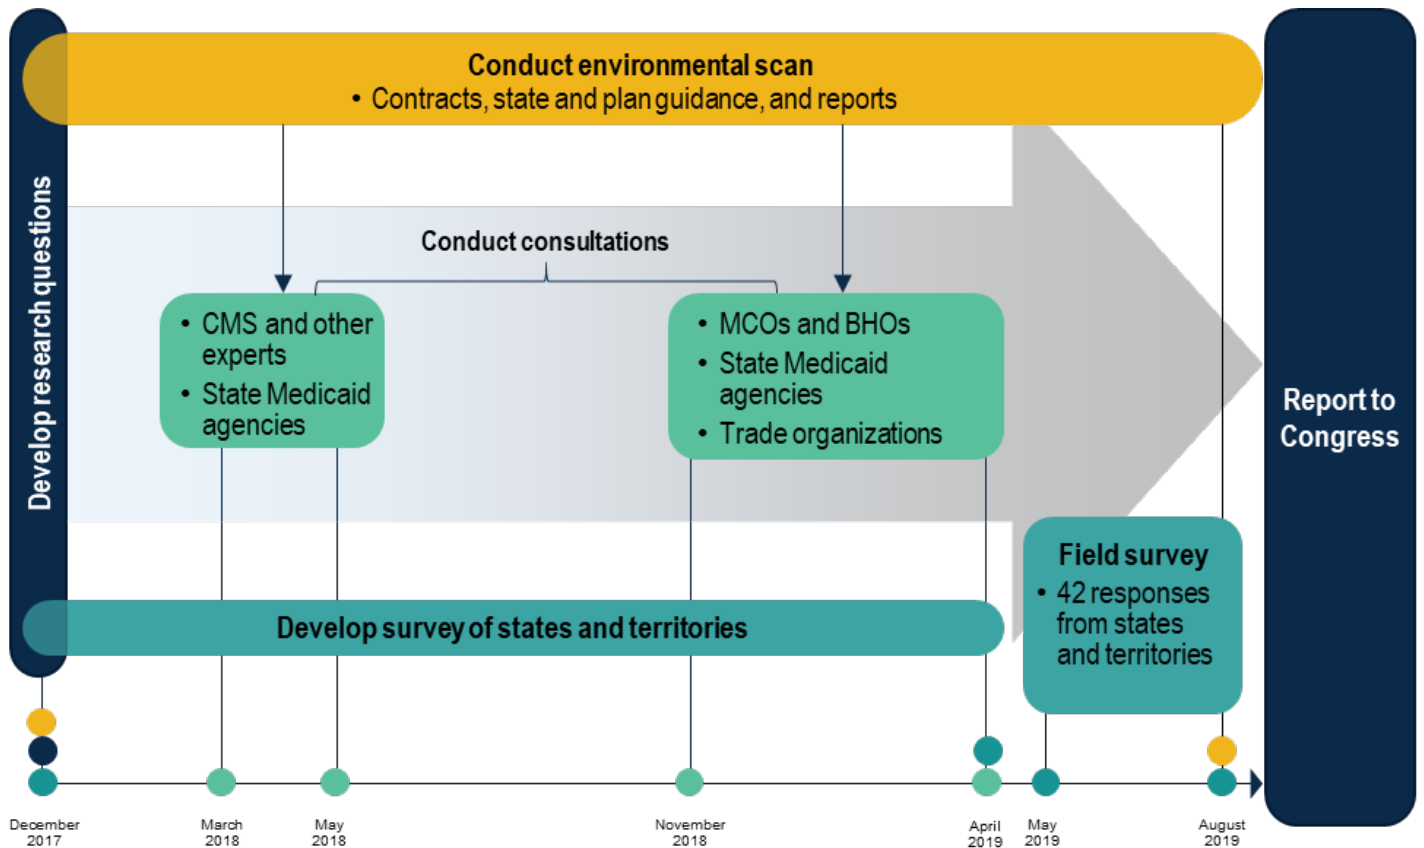 Develop research questions
Conduct environmental scan
• Contracts, state and plan guidance, and reports
Conduct consultations
• CMS and other
experts
• State Medicaid
agencies
• MCOs and BHOs
• State Medicaid
agencies
• Trade organizations
Report to
Congress
Field survey
• 42 responses
from states
and territories
Develop survey of states and territories
December
2017
March
2018
May
2018
November
2018
April
2019
May
2019
August
2019